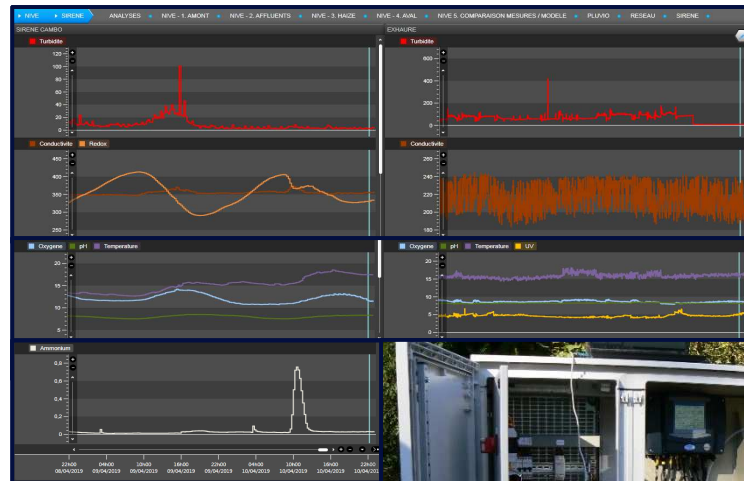 NIVE SIRENE ANALYSES NIVE - 1. AMONT NIVE - 2. AFFLUENTS NIVE - 3. HAIZE NIVE - 4. AVAL NIVE 5. COMPARAISON MESURES / MODELE PLUVIO RESEAU SIRENE
SIRENE CAMBO
Turbidite
120
100
80
60
40
20
0
Conductivite Redox
450
400
350
300
250
Oxygene pH Temperature
20
15
10
5
Ammonium
0,8
0,6
0,4
0,2
0
22h00 04h00 10h00 16h00 22h00 04h00 10h00 16h00 22h00
08/04/2019 09/04/2019 09/04/2019 09/04/2019 09/04/2019 10/04/2019 10/04/2019 10/04/2019 10/04/201
EXHAURE
Turbidite
600
400
200
0
Conductivite
260
240
220
200
180
Oxygene pH Temperature UV
20
15
10
5
0